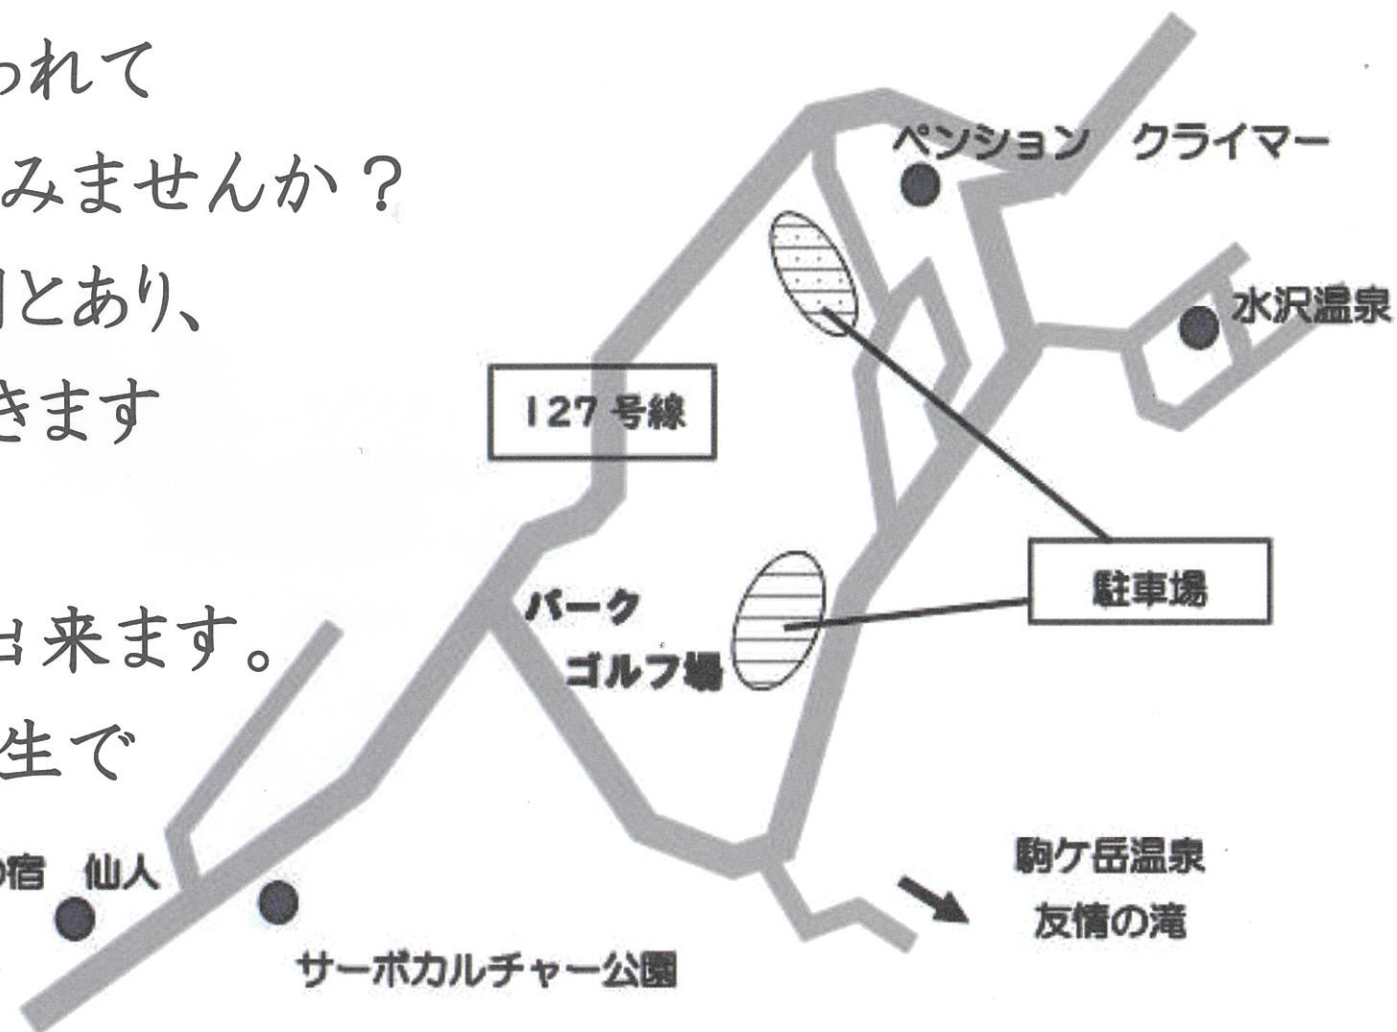 われて
みませんか？
とあり、
きます
出来ます。
生で
ペンション　クライマー
水沢温泉
127号線
駐車場
パーク
ゴルフ場
の宿　仙人
サーボカルチャー公園
駒ケ岳温泉
友情の滝